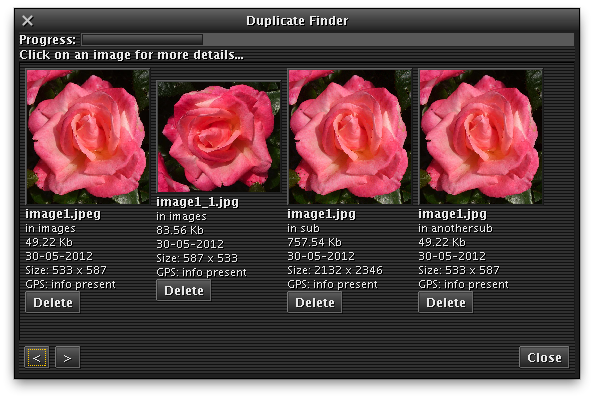 Duplicate Finder
Progress:
Click on an image for more details...
image1.jpeg
in images
49.22 Kb
30-05-2012
Size: 533 x 587
GPS: info present
Delete
image1_1.jpg
in images
83.56 Kb
30-05-2012
Size: 587 x 533
GPS: info present
Delete
image1.jpg
in sub
757.54 Kb
30-05-2012
Size: 2132 x 2346
GPS: info present
Delete
image1.jpg
in anothersub
49.22 Kb
30-05-2012
Size: 533 x 587
GPS: info present
Delete
< > Close